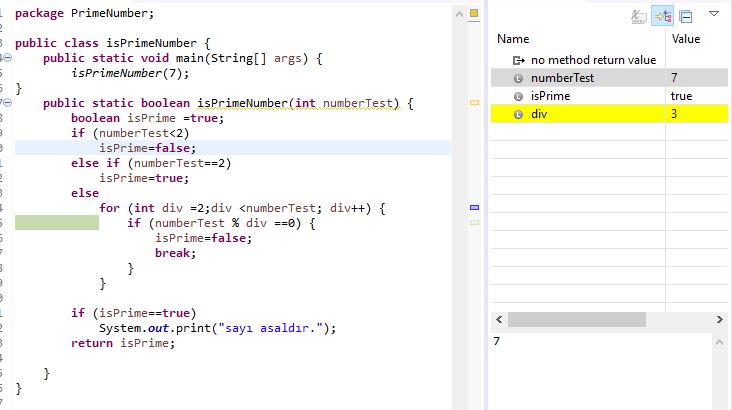 package PrimeNumber;
public class isPrimeNumber {
public static void main(String[] args) {
isPrimeNumber(7);
}
public static boolean isPrimeNumber(int numberTest) {
boolean isPrime =true;
if (numberTest<2)
isPrime=false;
else if (numberTest==2)
isPrime=true;
else
for (int div =2;div <numberTest; div++) {
if (numberTest % div ==0) {
isPrime=false;
break;
}
}
if (isPrime==true)
System.out.print("sayı asaldır.");
return isPrime;
}
}
Name Value
no method return value
numberTest 7
isPrime true
div 3
7